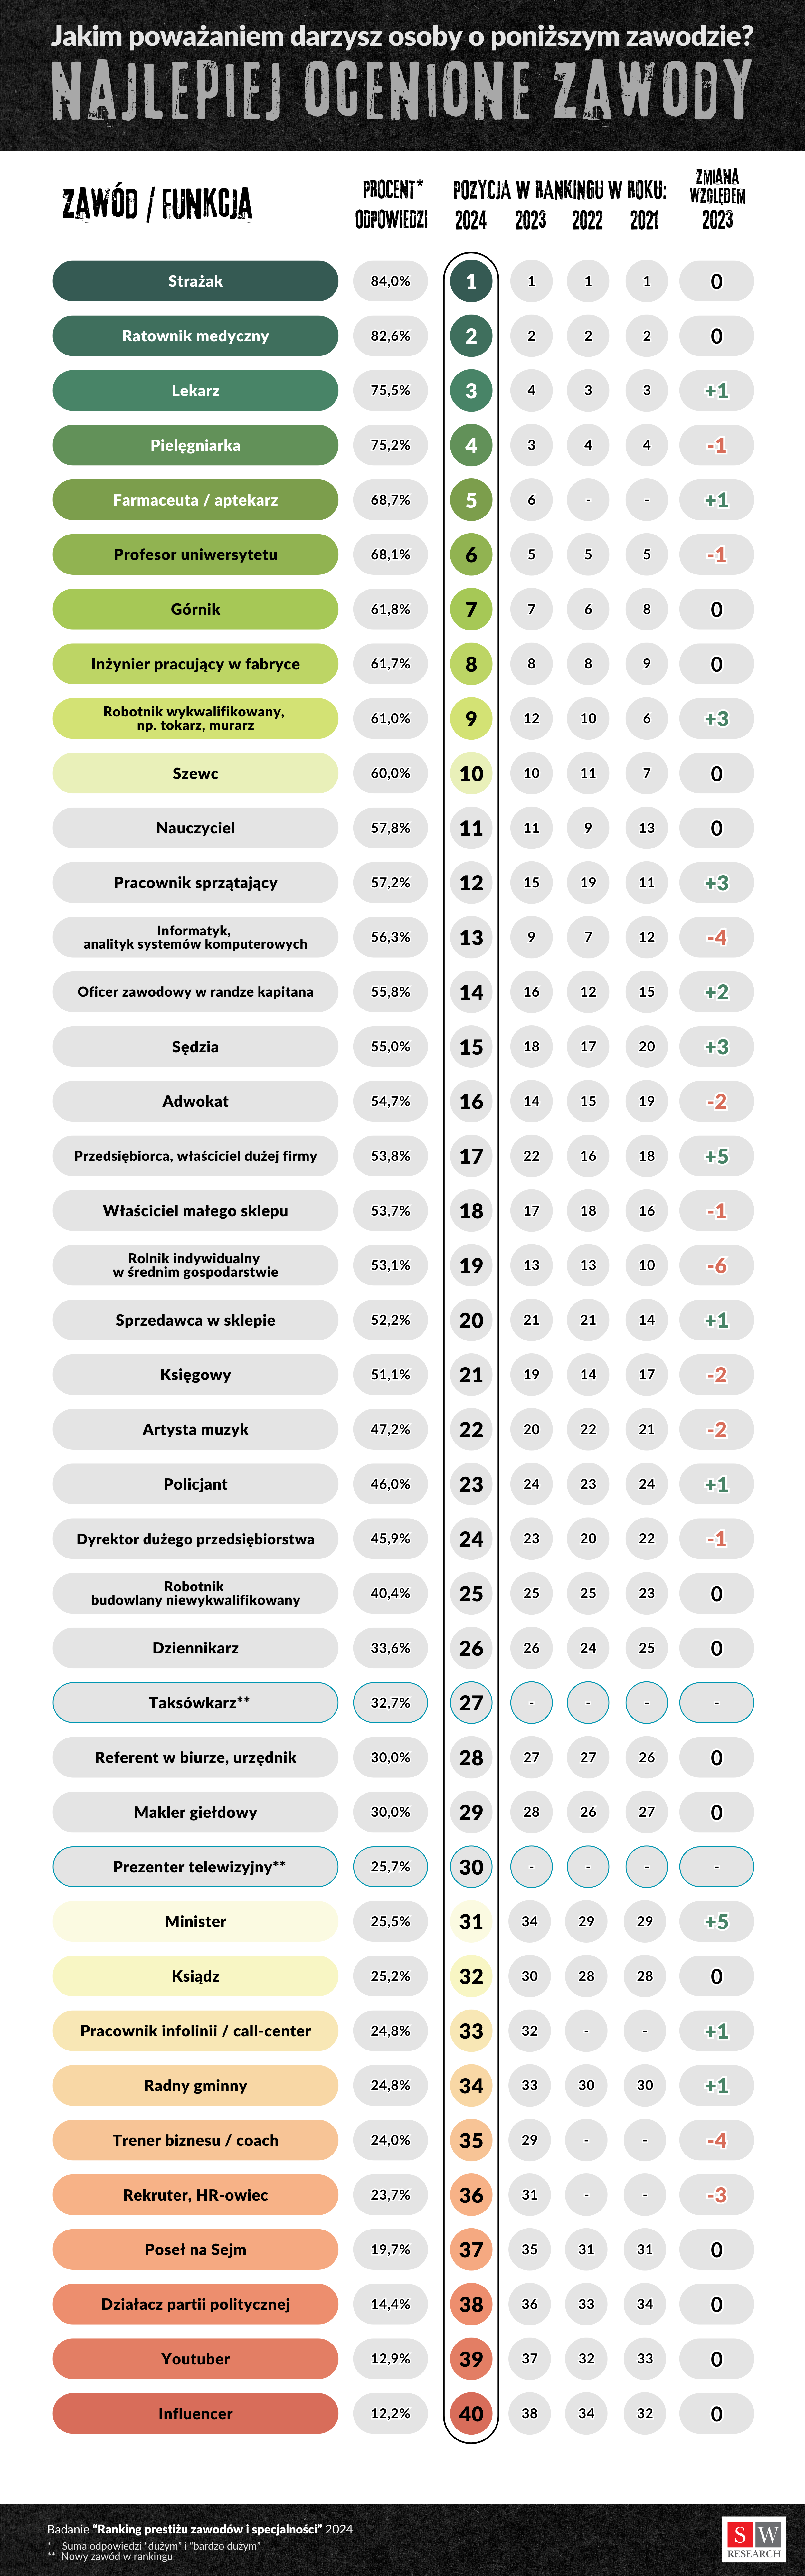 Jakim poważaniem darzysz osoby o poniższym zawodzie?
NAJLEPIEJ OCENIONE ZAWODY
ZAWÓD / FUNKCJA
PROCENT*
ODPOWIEDZI
POZYCJA W RANKINGU W ROKU:
2024 2023 2022 2021
ZMIANA
WZGLĘDEM
2023
Strażak 84,0% 1 1 1 1 0
Ratownik medyczny 82,6% 2 2 2 2 0
Lekarz 75,5% 3 4 3 3 +1
Pielęgniarka 75,2% 4 3 4 4 -1
Farmaceuta / aptekarz 68,7% 5 6 - - +1
Profesor uniwersytetu 68,1% 6 5 5 5 -1
Górnik 61,8% 7 7 6 8 0
Inżynier pracujący w fabryce 61,7% 8 8 8 9 0
Robotnik wykwalifikowany,
np. tokarz, murarz 61,0% 9 12 10 6 +3
Szewc 60,0% 10 10 11 7 0
Nauczyciel 57,8% 11 11 9 13 0
Pracownik sprzątający 57,2% 12 15 19 11 +3
Informatyk,
analityk systemów komputerowych 56,3% 13 9 7 12 -4
Oficer zawodowy w randze kapitana 55,8% 14 16 12 15 +2
Sędzia 55,0% 15 18 17 20 +3
Adwokat 54,7% 16 14 15 19 -2
Przedsiębiorca, właściciel dużej firmy 53,8% 17 22 16 18 +5
Właściciel małego sklepu 53,7% 18 17 18 16 -1
Rolnik indywidualny
w średnim gospodarstwie 53,1% 19 13 13 10 -6
Sprzedawca w sklepie 52,2% 20 21 21 14 +1
Księgowy 51,1% 21 19 14 17 -2
Artysta muzyk 47,2% 22 20 22 21 -2
Policjant 46,0% 23 24 23 24 +1
Dyrektor dużego przedsiębiorstwa 45,9% 24 23 20 22 -1
Robotnik
budowlany niewykwalifikowany 40,4% 25 25 25 23 0
Dziennikarz 33,6% 26 26 24 25 0
Taksówkarz** 32,7% 27 - - - -
Referent w biurze, urzędnik 30,0% 28 27 27 26 0
Makler giełdowy 30,0% 29 28 26 27 0
Prezenter telewizyjny** 25,7% 30 - - - -
Minister 25,5% 31 34 29 29 +5
Ksiądz 25,2% 32 30 28 28 0
Pracownik infolinii / call-center 24,8% 33 32 - - +1
Radny gminny 24,8% 34 33 30 30 +1
Trener biznesu / coach 24,0% 35 29 - - -4
Rekruter, HR-owiec 23,7% 36 31 - - -3
Poseł na Sejm 19,7% 37 35 31 31 0
Działacz partii politycznej 14,4% 38 36 33 34 0
Youtuber 12,9% 39 37 32 33 0
Influencer 12,2% 40 38 34 32 0
Badanie “Ranking prestiżu zawodów i specjalności” 2024
* Suma odpowiedzi “dużym” i “bardzo dużym”
** Nowy zawód w rankingu
S W
RESEARCH